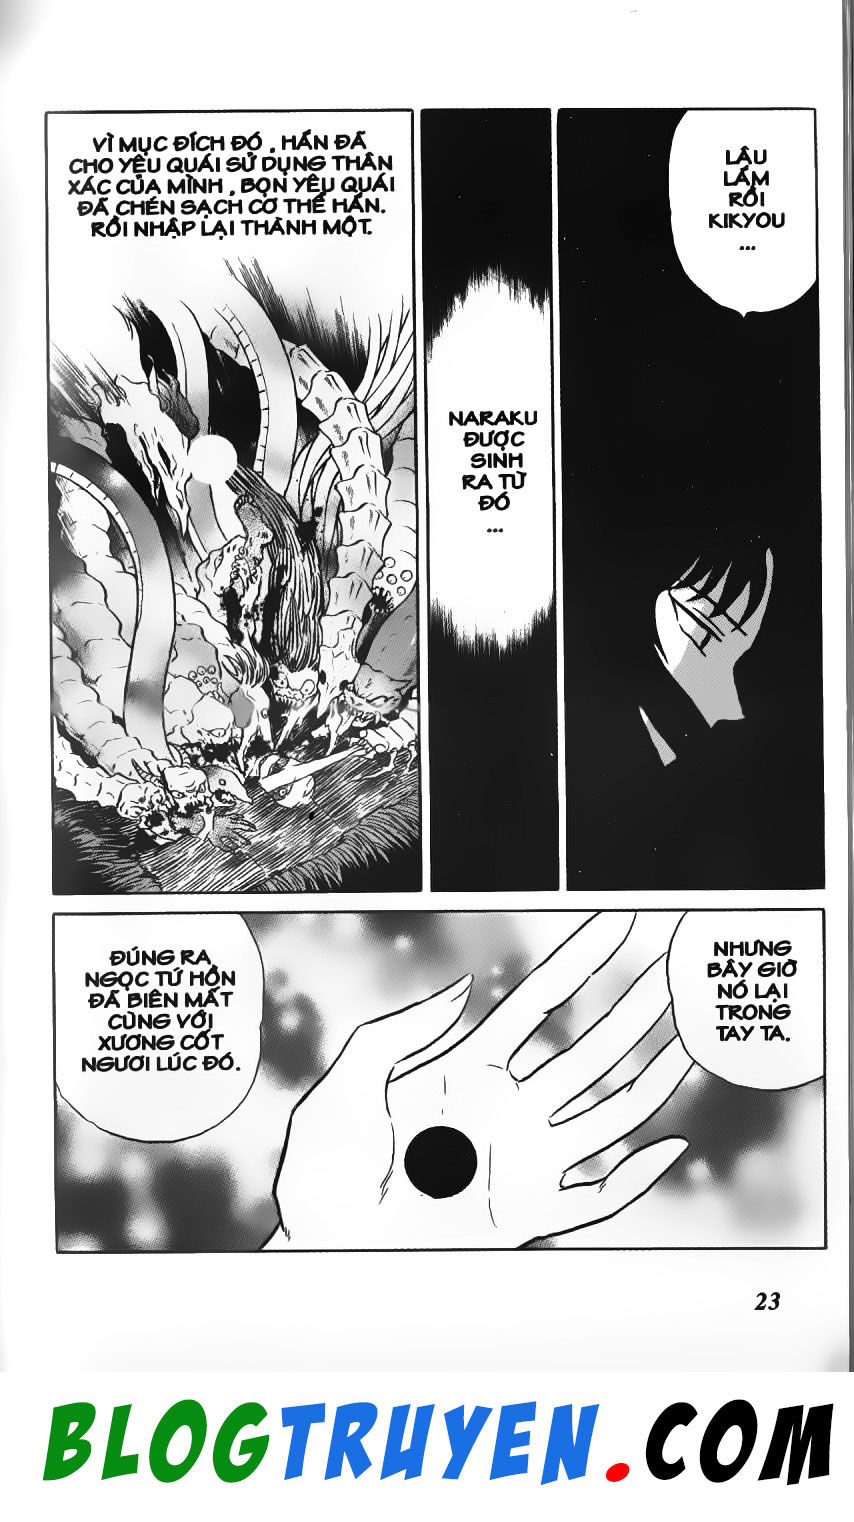 VÌ MỤC ĐÍCH ĐÓ, HẮN ĐÃ
CHO YÊU QUÁI SỬ DỤNG THÂN
XÁC CỦA MÌNH, BỌN YÊU QUÁI
ĐÃ CHÉN SẠCH CƠ THỂ HẮN.
RỒI NHẬP LẠI THÀNH MỘT.
NARAKU
ĐƯỢC
SINH
RA TỪ
ĐÓ
...
LÂU
LẮM
RỒI
KIKYOU
...
ĐÚNG RA
NGỌC TỨ HỒN
ĐÃ BIÊN MẤT
CÙNG VỚI
XƯƠNG CỐT
NGƯƠI LÚC ĐÓ.
NHƯNG
BÂY GIỜ
NÓ LẠI
TRONG
TAY TA.
23
BLOGTRUYEN.COM